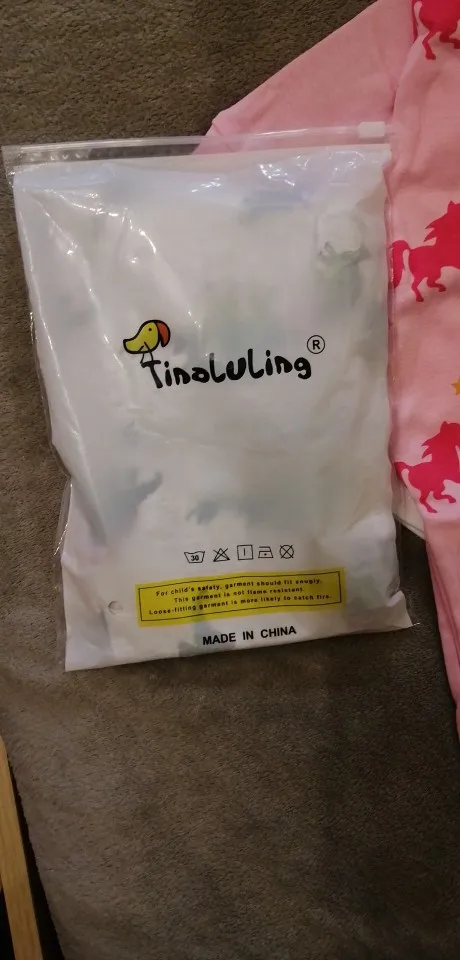 TinaLuLing ®
30
For child's safety, garment should fit snugly.
This garment is not flame resistant.
Loose-fitting garment is more likely to catch fire.
MADE IN CHINA